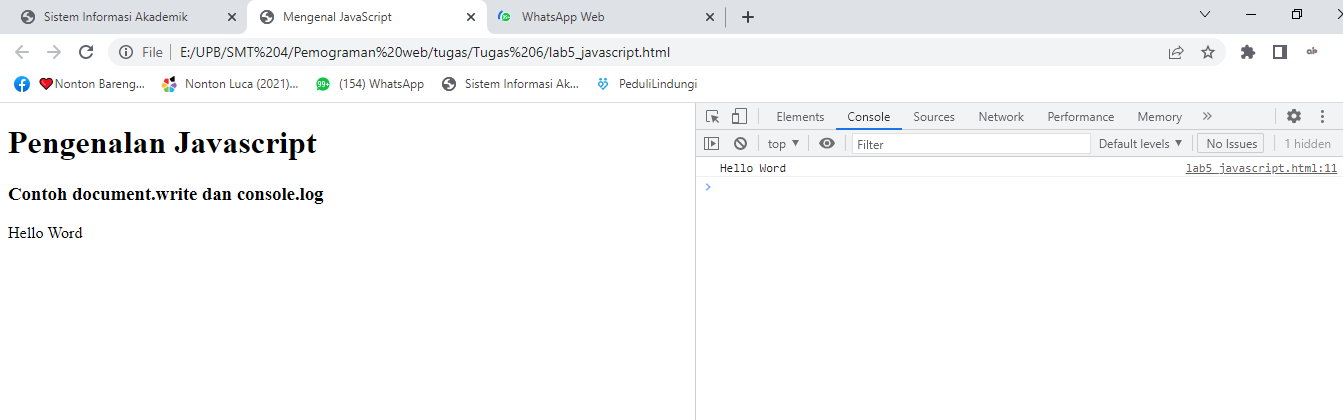 Sistem Informasi Akademik Mengenal JavaScript WhatsApp Web
File E:/UPB/SMT%204/Pemograman%20web/tugas/Tugas%206/lab5_javascript.html
Nonton Bareng... Nonton Luca (2021)... 99+ (154) WhatsApp Sistem Informasi Ak... PeduliLindungi
Elements Console Sources Network Performance Memory
top Filter Default levels No Issues 1 hidden
Pengenalan Javascript
Contoh document.write dan console.log
Hello Word
Hello Word lab5_javascript.html:11